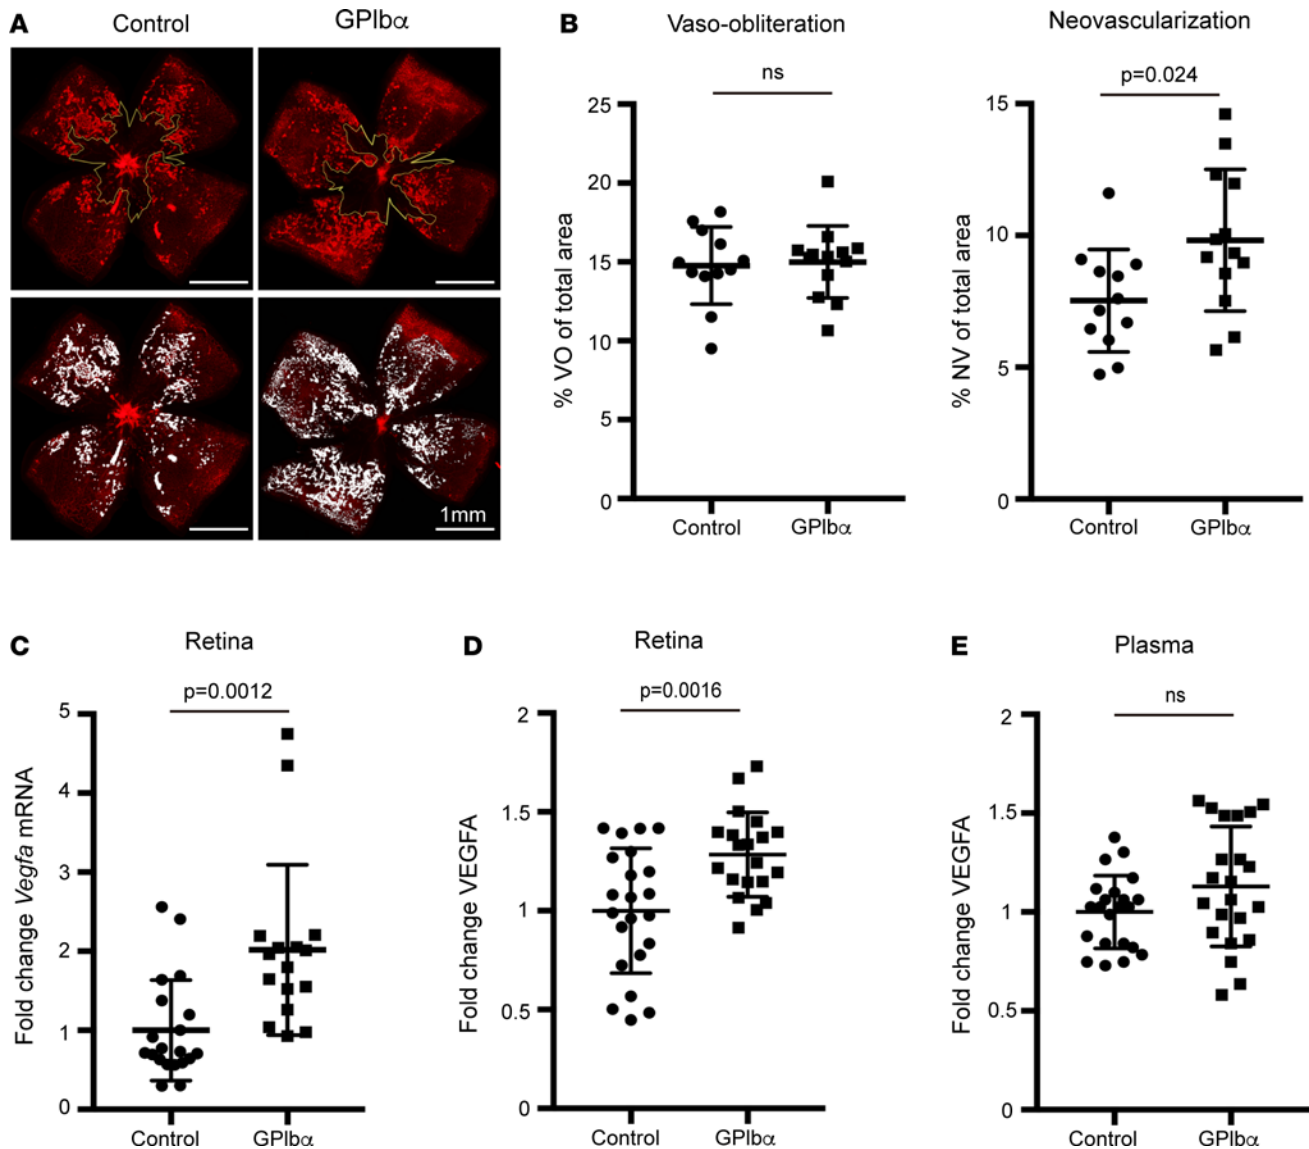 A
Control
GPIbα
1mm
B
Vaso-obliteration
ns
% VO of total area
25
20
15
10
5
0
Control
GPIbα
Neovascularization
p=0.024
% NV of total area
15
10
5
0
Control
GPIbα
C
Retina
p=0.0012
Fold change Vegfa mRNA
5
4
3
2
1
0
Control
GPIbα
D
Retina
p=0.0016
Fold change VEGFA
2
1.5
1
0.5
0
Control
GPIbα
E
Plasma
ns
Fold change VEGFA
2
1.5
1
0.5
0
Control
GPIbα